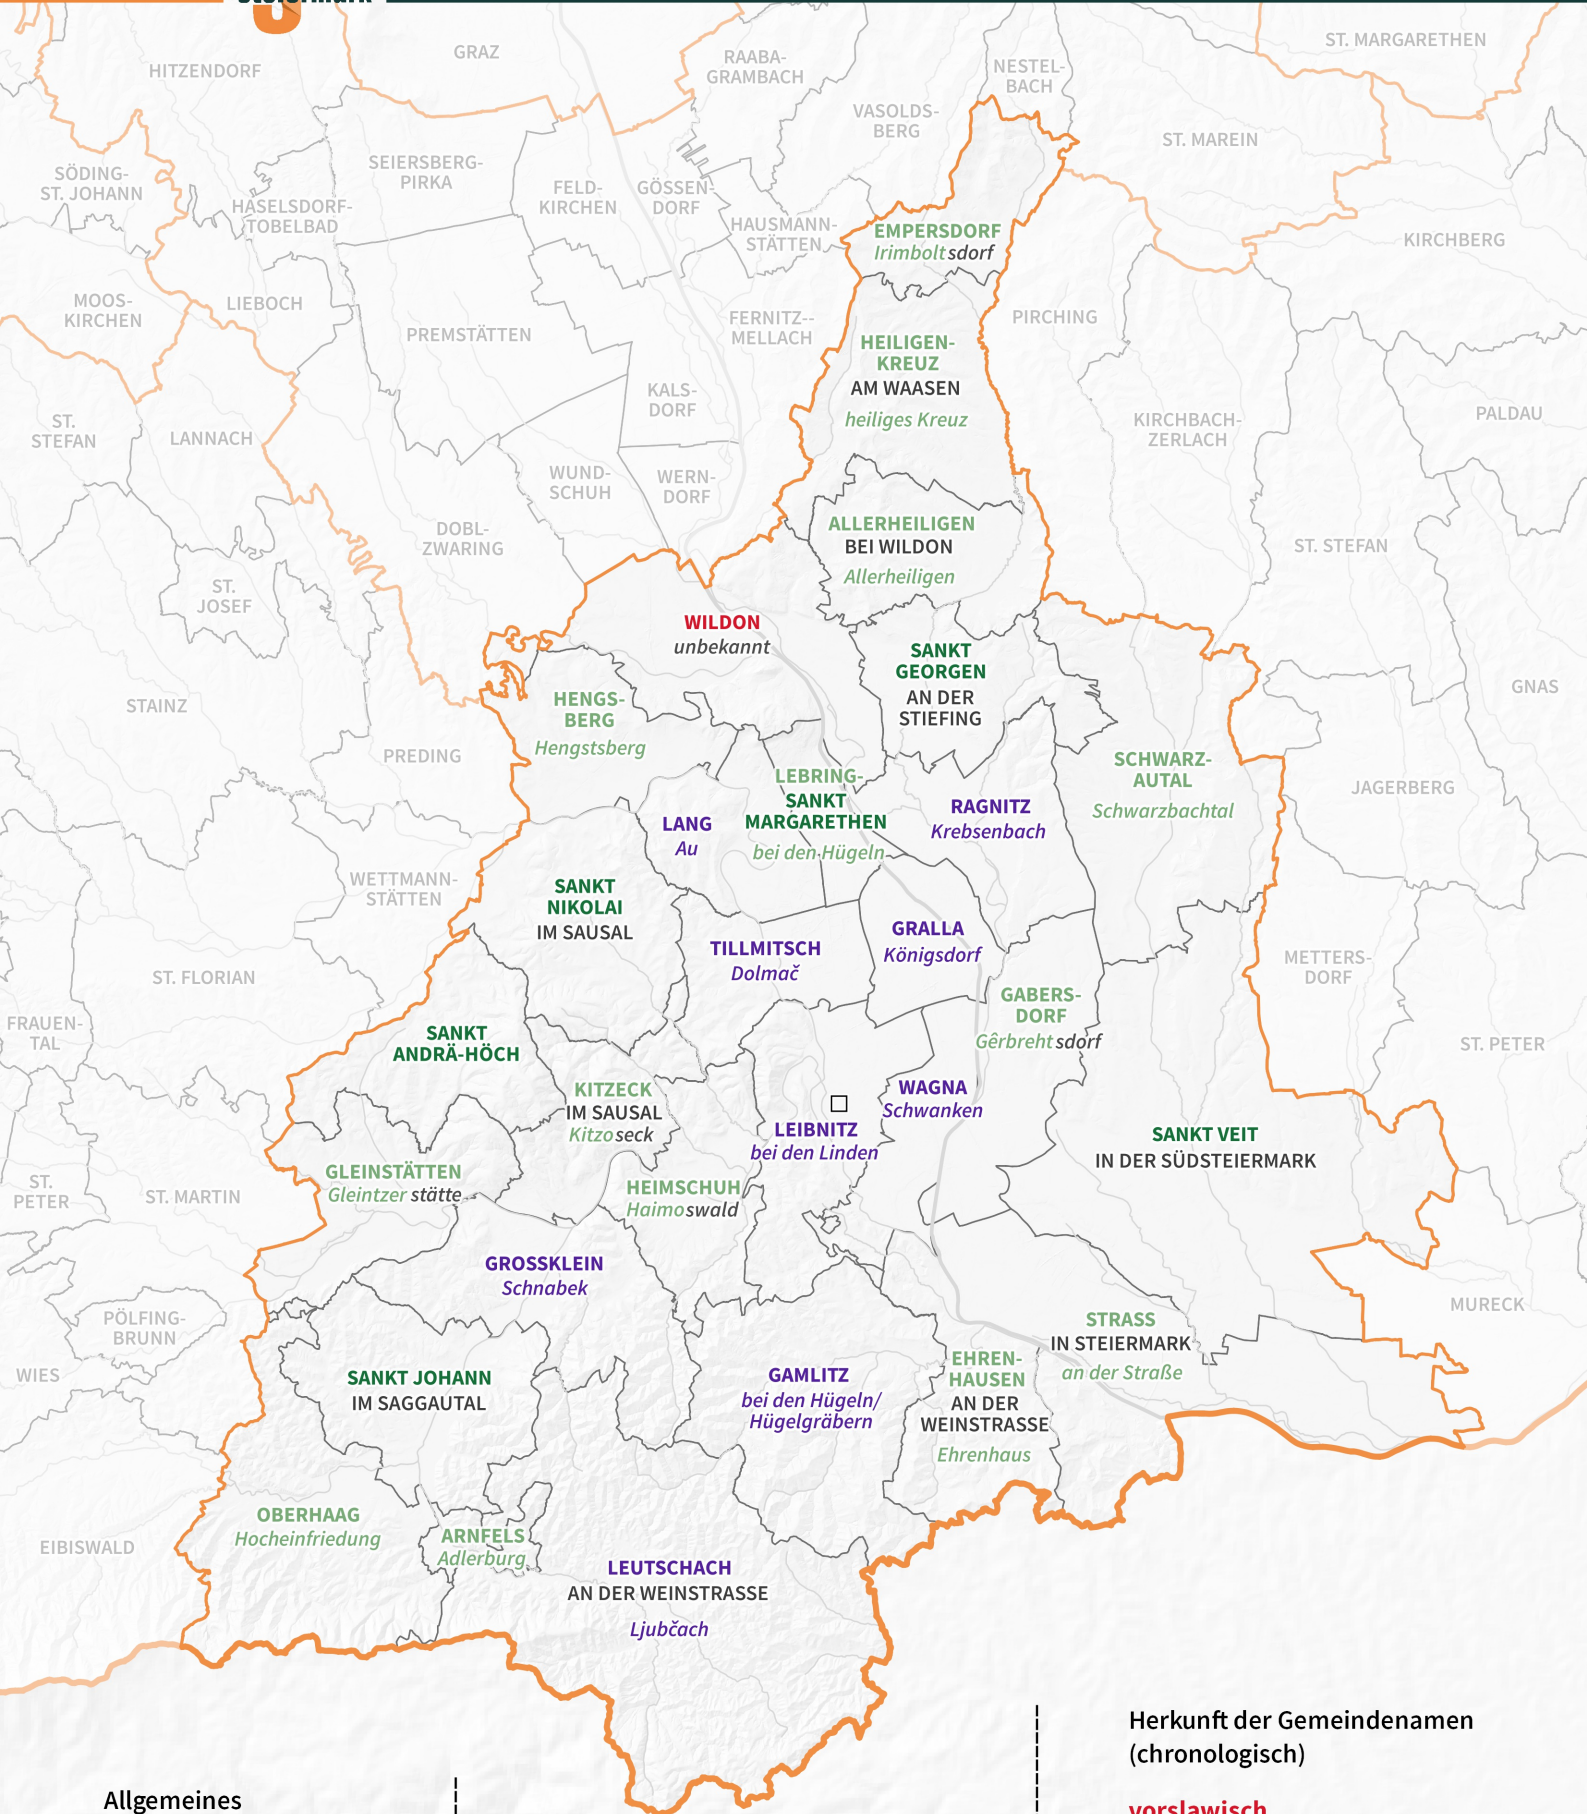 Steiermark
GRAZ
HITZENDORF
RAABA-
GRAMBACH
NESTEL-
BACH
ST. MARGARETHEN
VASOLDS-
BERG
ST. MAREIN
SÖDING-
ST. JOHANN
SEIERSBERG-
PIRKA
FELD-
KIRCHEN
GÖSSEN-
DORF
HASELSDORF-
TOBELBAD
HAUSMANN-
STÄTTEN
EMPERSDORF
Irimboltsdorf
KIRCHBERG
MOOS-
KIRCHEN
LIEBOCH
PREMSTÄTTEN
FERNITZ--
MELLACH
PIRCHING
HEILIGEN-
KREUZ
AM WAASEN
heiliges Kreuz
KALS-
DORF
ST.
STEFAN
LANNACH
KIRCHBACH-
ZERLACH
PALDAU
WUND-
SCHUH
WERN-
DORF
DOBL-
ZWARING
ALLERHEILIGEN
BEI WILDON
Allerheiligen
ST. STEFAN
ST.
JOSEF
WILDON
unbekannt
SANKT
GEORGEN
AN DER
STIEFING
STAINZ
HENGS-
BERG
Hengstsberg
GNAS
PREDING
SCHWARZ-
AUTAL
Schwarzbachtal
JAGERBERG
LEBRING-
SANKT
MARGARETHEN
bei den Hügeln
LANG
Au
RAGNITZ
Krebsenbach
WETTMANN-
STÄTTEN
SANKT
NIKOLAI
IM SAUSAL
TILLMITSCH
Dolmač
GRALLA
Königsdorf
METTERS-
DORF
ST. FLORIAN
GABERS-
DORF
Gêrbrehtsdorf
FRAUEN-
TAL
SANKT
ANDRÄ-HÖCH
ST. PETER
KITZECK
IM SAUSAL
Kitzoseck
WAGNA
Schwanken
LEIBNITZ
bei den Linden
SANKT VEIT
IN DER SÜDSTEIERMARK
GLEINSTÄTTEN
Gleintzer stätte
ST.
PETER
ST. MARTIN
HEIMSCHUH
Haimoswald
GROSSKLEIN
Schnabek
PÖLFING-
BRUNN
MURECK
STRASS
IN STEIERMARK
an der Straße
WIES
SANKT JOHANN
IM SAGGAUTAL
GAMLITZ
bei den Hügeln/
Hügelgräbern
EHREN-
HAUSEN
AN DER
WEINSTRASSE
Ehrenhaus
OBERHAAG
Hocheinfriedung
ARNFELS
Adlerburg
EIBISWALD
LEUTSCHACH
AN DER WEINSTRASSE
Ljubčach
Herkunft der Gemeindenamen
(chronologisch)
vorslawisch
Allgemeines